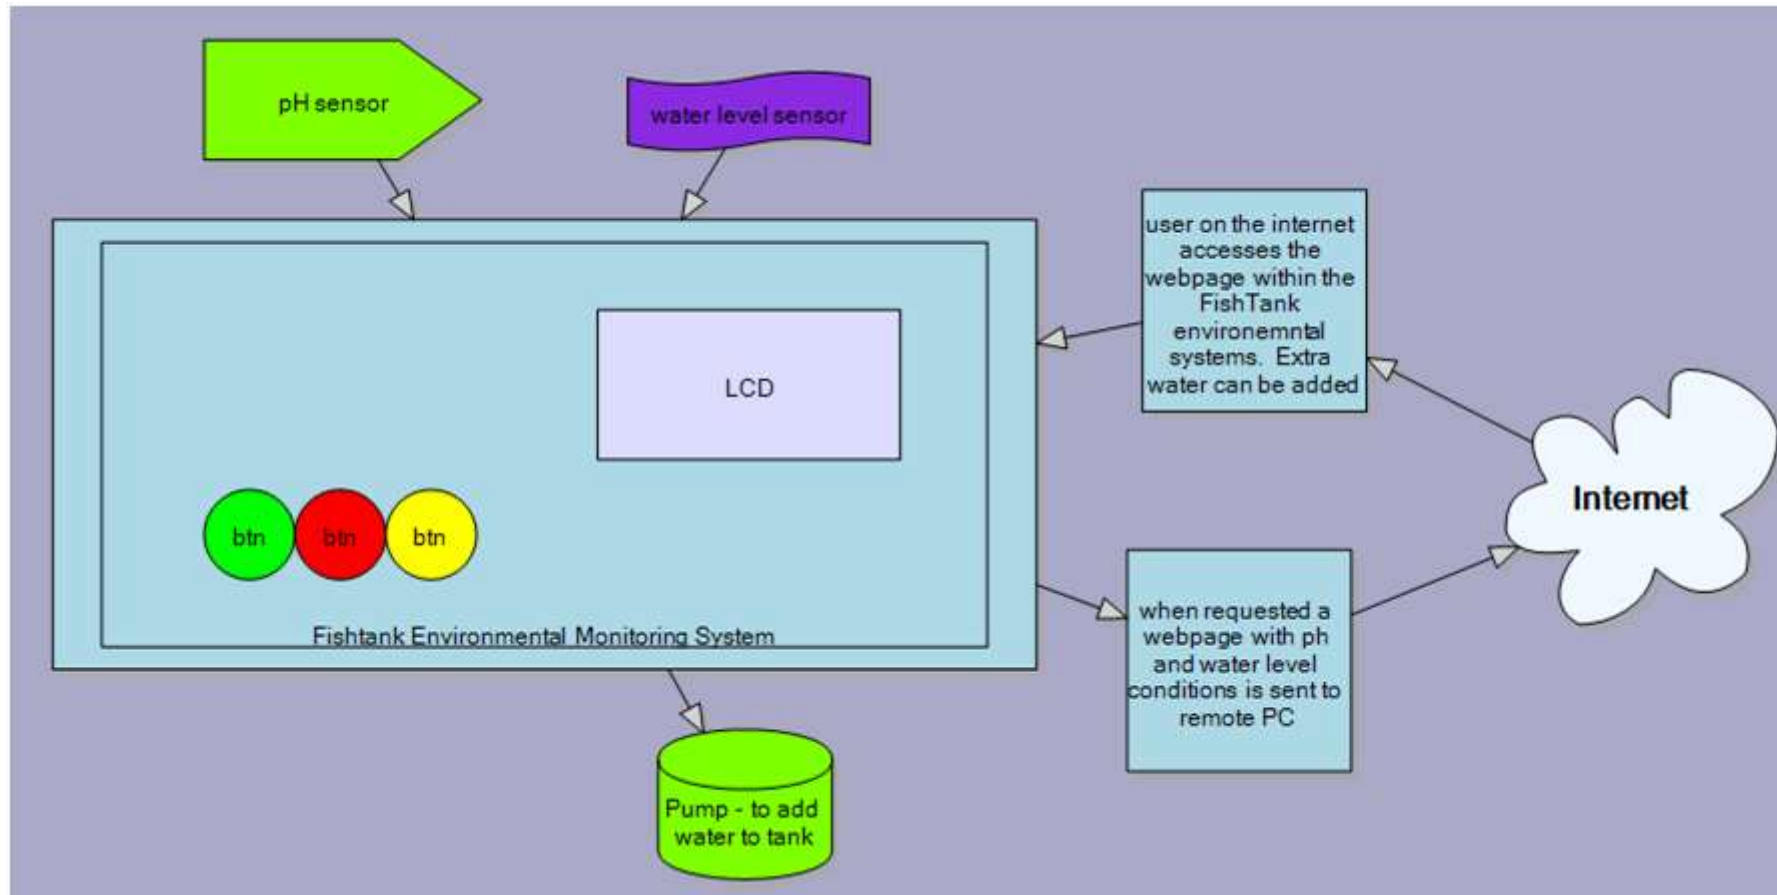 pH sensor
water level sensor
user on the internet
accesses the
webpage within the
FishTank
environemntal
systems.  Extra
water can be added
LCD
Internet
btn
btn
btn
when requested a
webpage with ph
and water level
conditions is sent to
remote PC
Fishtank Environmental Monitoring System
Pump - to add
water to tank